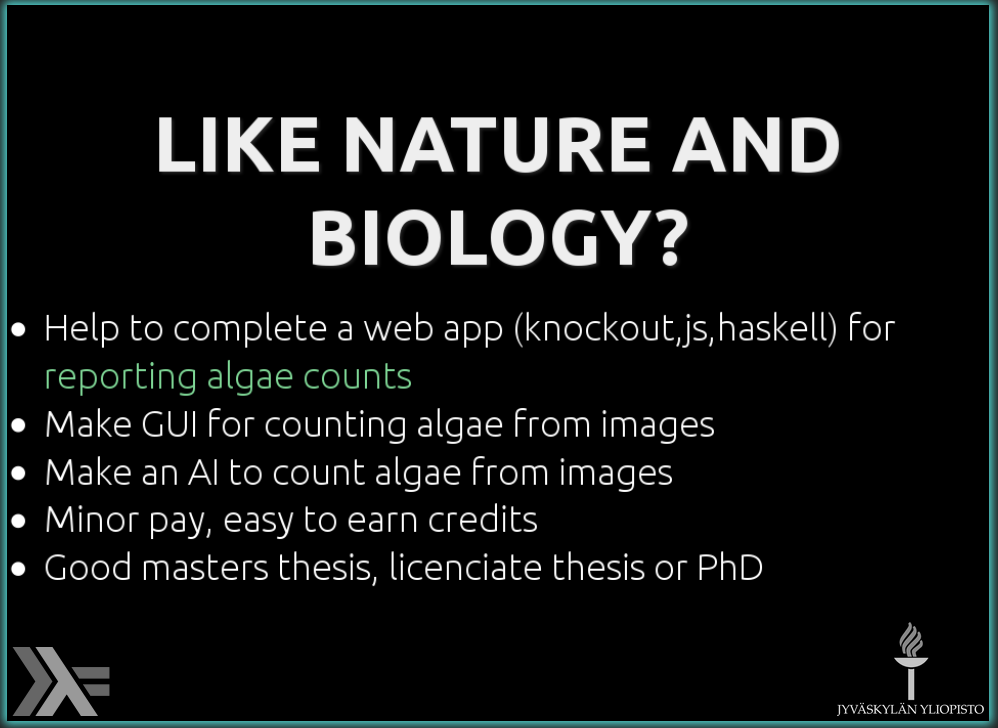 LIKE NATURE AND
BIOLOGY?
• Help to complete a web app (knockout,js,haskell) for
reporting algae counts
• Make GUI for counting algae from images
• Make an AI to count algae from images
• Minor pay, easy to earn credits
• Good masters thesis, licenciate thesis or PhD
JYVÄSKYLÄN YLIOPISTO